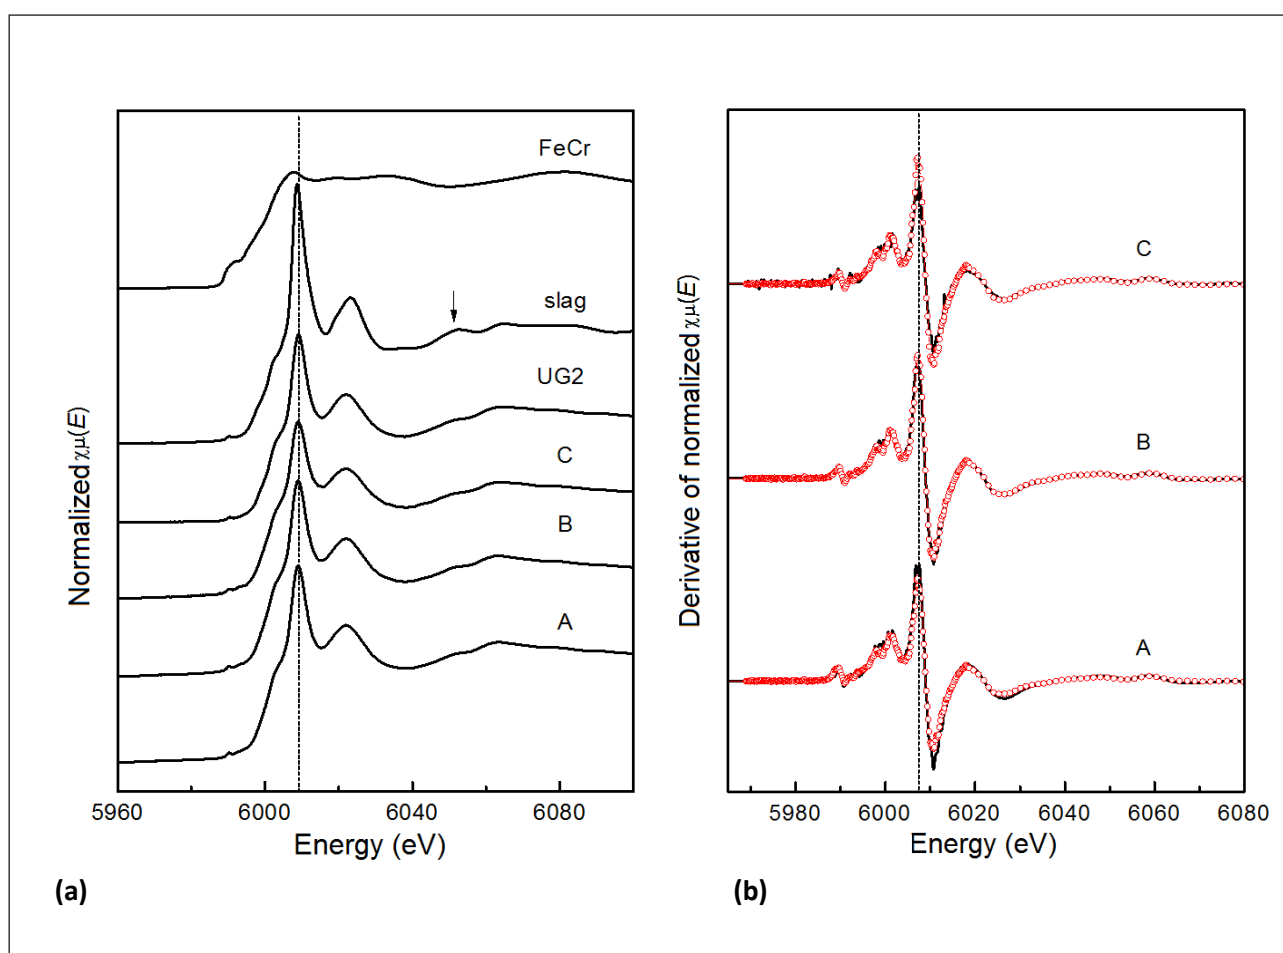 FeCr
slag
UG2
C
B
A
Normalized χμ(E)
5960 6000 6040 6080
Energy (eV)
(a)
C
B
A
Derivative of normalized χμ(E)
5980 6000 6020 6040 6060 6080
Energy (eV)
(b)